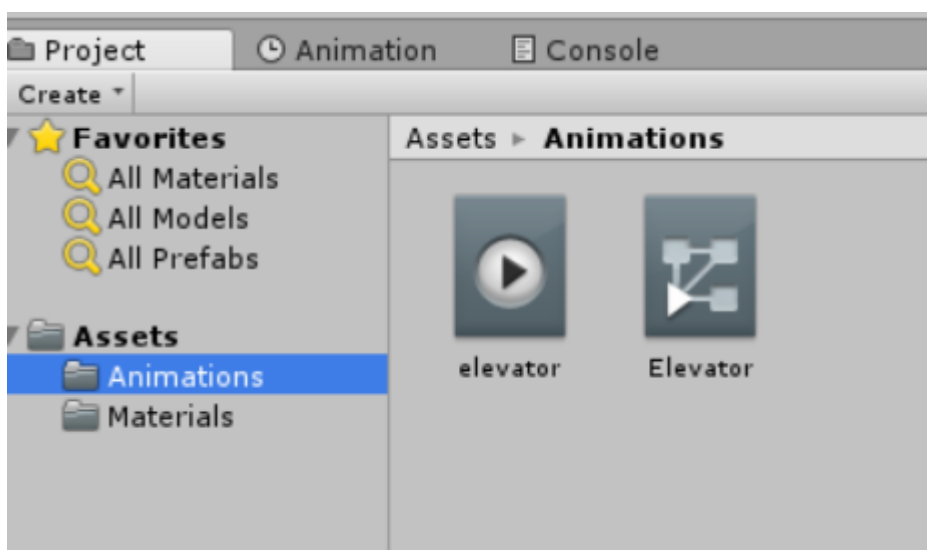 Project
Animation
Console
Create
Favorites
All Materials
All Models
All Prefabs
Assets
Animations
Materials
Assets ▸ Animations
elevator
Elevator